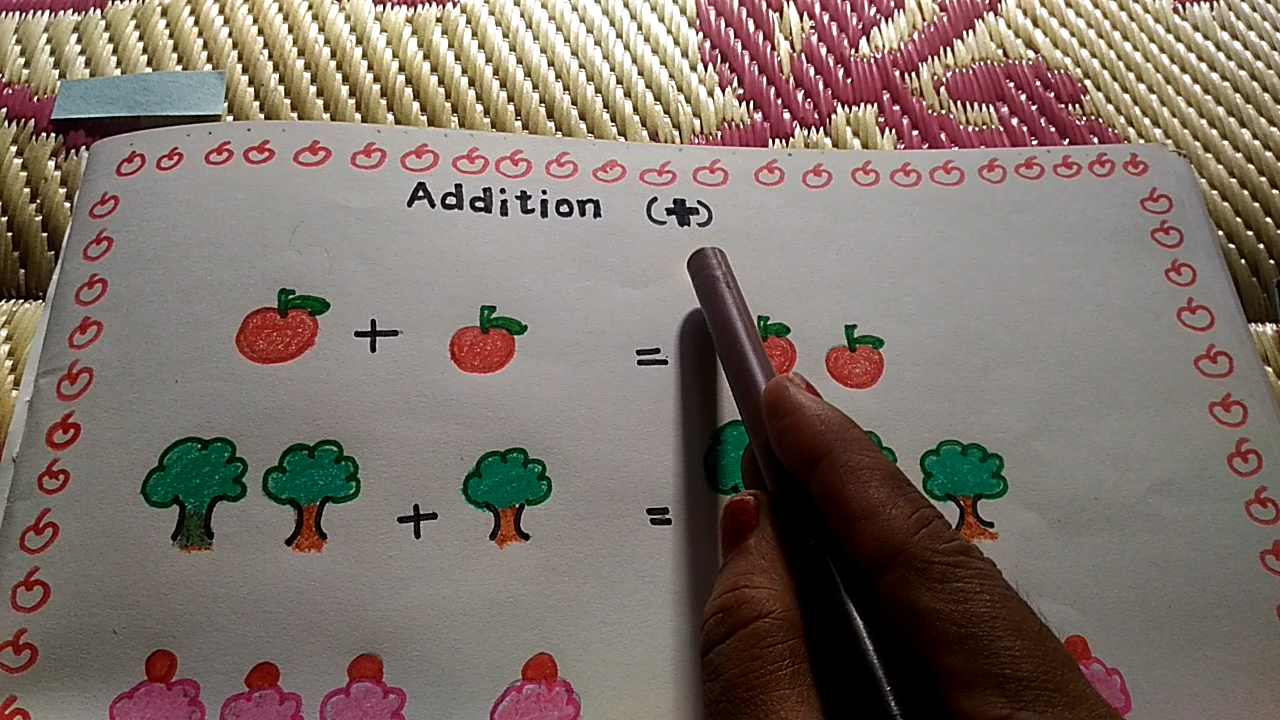 Addition (+)
+ =
+ =